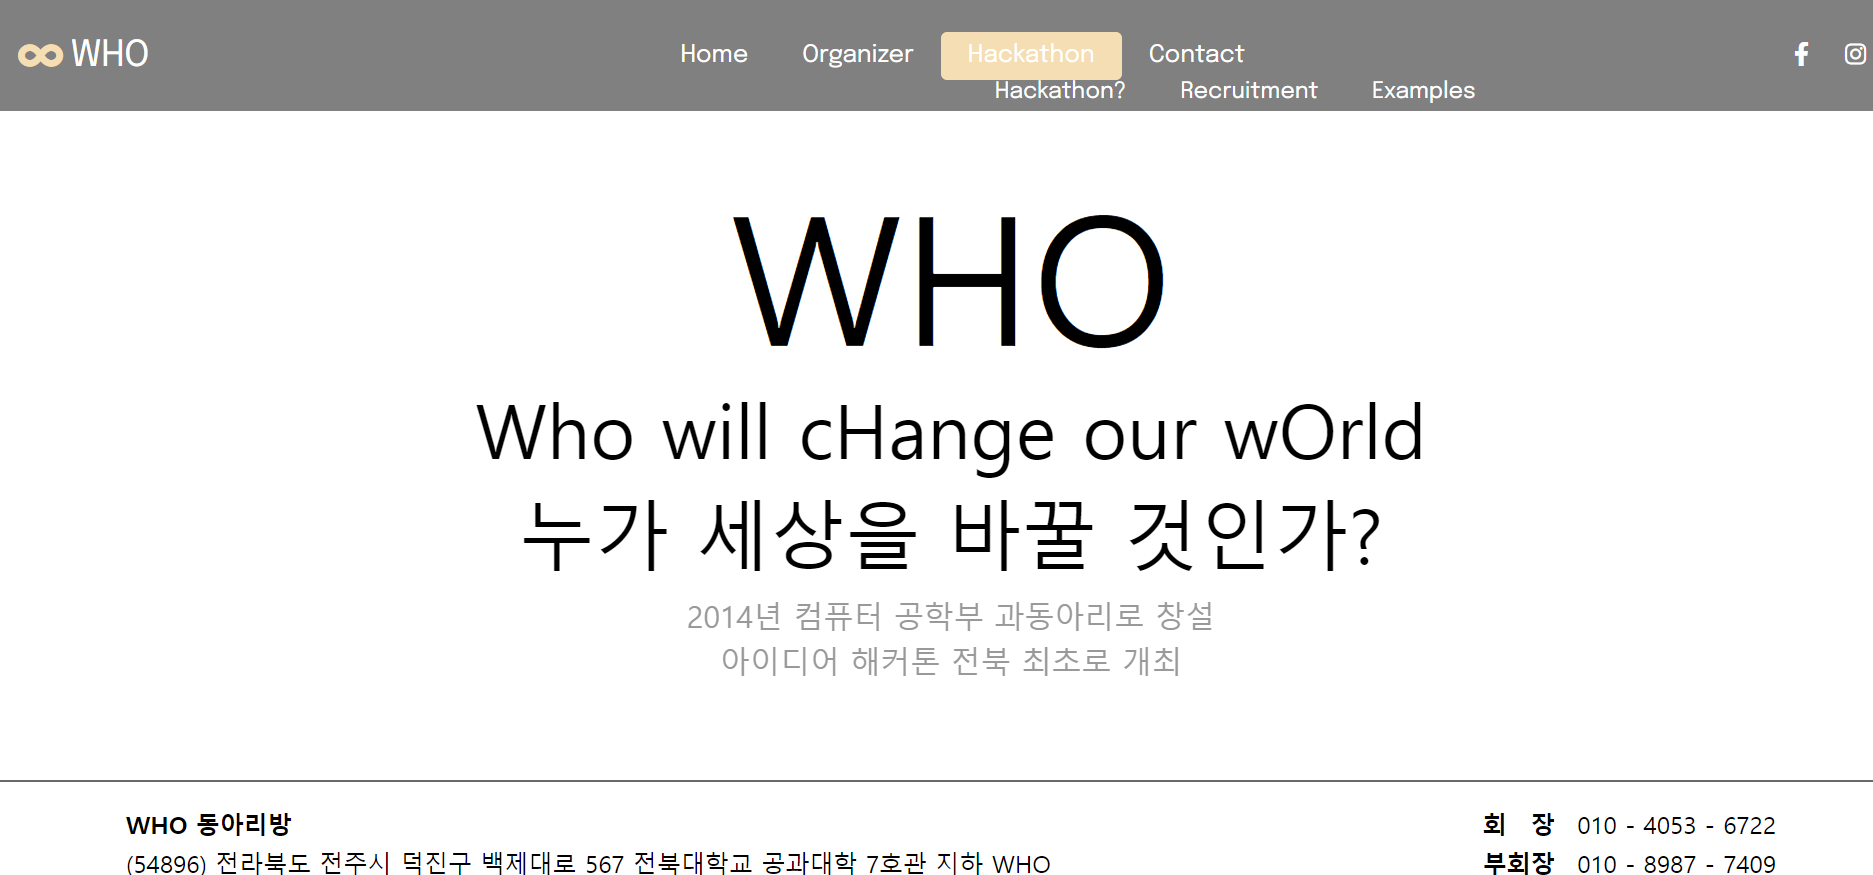 WHO
Home Organizer Hackathon Contact
Hackathon? Recruitment Examples
WHO
Who will cHange our wOrld
누가 세상을 바꿀 것인가?
2014년 컴퓨터 공학부 과동아리로 창설
아이디어 해커톤 전북 최초로 개최
WHO 동아리방
(54896) 전라북도 전주시 덕진구 백제대로 567 전북대학교 공과대학 7호관 지하 WHO
회 장 010 - 4053 - 6722
부회장 010 - 8987 - 7409